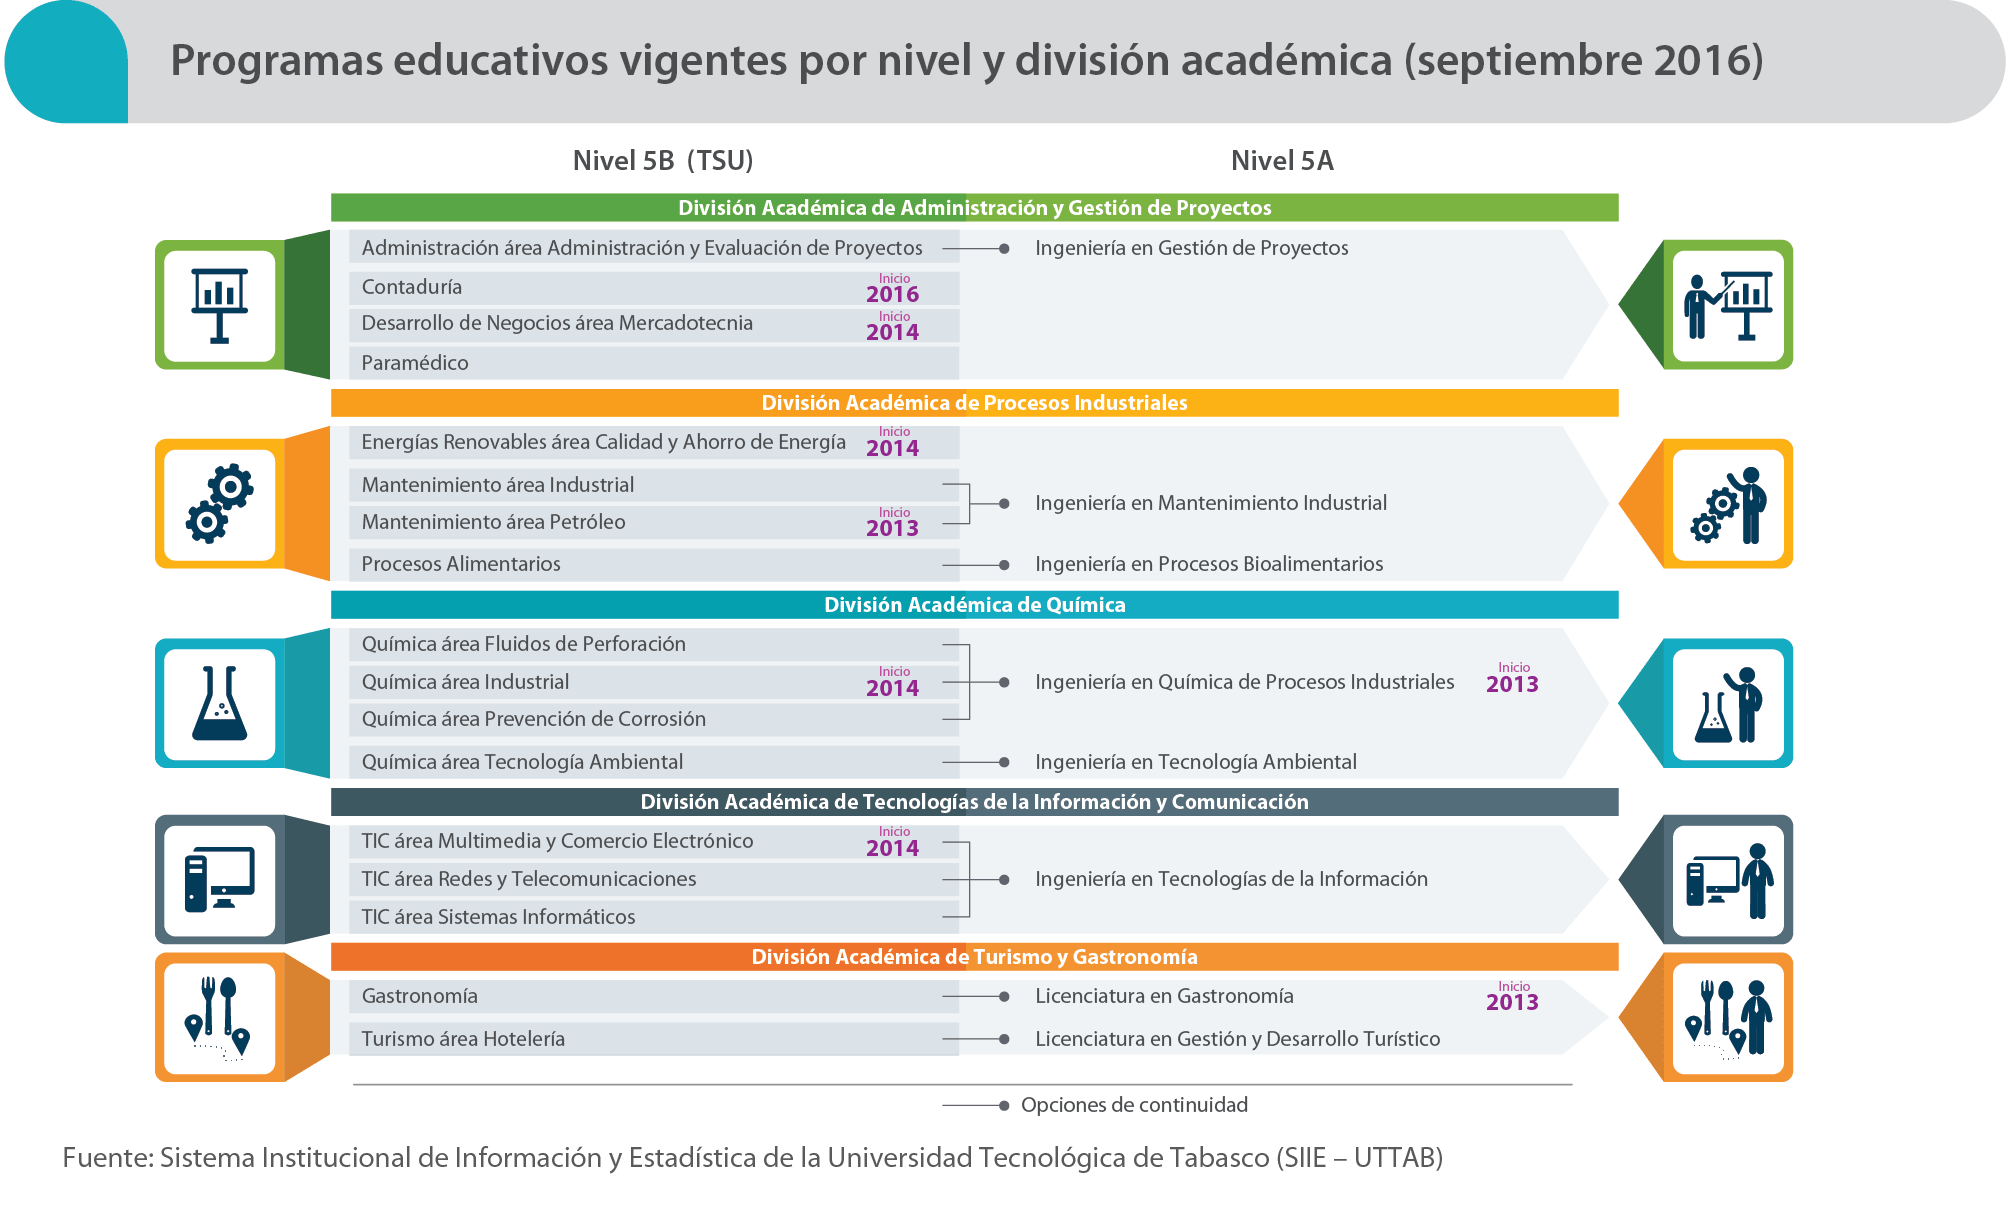 Programas educativos vigentes por nivel y división académica (septiembre 2016)
Nivel 5B (TSU)
Nivel 5A
División Académica de Administración y Gestión de Proyectos
Administración área Administración y Evaluación de Proyectos
Ingeniería en Gestión de Proyectos
Contaduría
Inicio
2016
Desarrollo de Negocios área Mercadotecnia
Inicio
2014
Paramédico
División Académica de Procesos Industriales
Energías Renovables área Calidad y Ahorro de Energía
Inicio
2014
Mantenimiento área Industrial
Ingeniería en Mantenimiento Industrial
Mantenimiento área Petróleo
Inicio
2013
Procesos Alimentarios
Ingeniería en Procesos Bioalimentarios
División Académica de Química
Química área Fluidos de Perforación
Química área Industrial
Inicio
2014
Ingeniería en Química de Procesos Industriales
Inicio
2013
Química área Prevención de Corrosión
Química área Tecnología Ambiental
Ingeniería en Tecnología Ambiental
División Académica de Tecnologías de la Información y Comunicación
TIC área Multimedia y Comercio Electrónico
Inicio
2014
TIC área Redes y Telecomunicaciones
Ingeniería en Tecnologías de la Información
TIC área Sistemas Informáticos
División Académica de Turismo y Gastronomía
Gastronomía
Licenciatura en Gastronomía
Inicio
2013
Turismo área Hotelería
Licenciatura en Gestión y Desarrollo Turístico
Opciones de continuidad
Fuente: Sistema Institucional de Información y Estadística de la Universidad Tecnológica de Tabasco (SIIE – UTTAB)